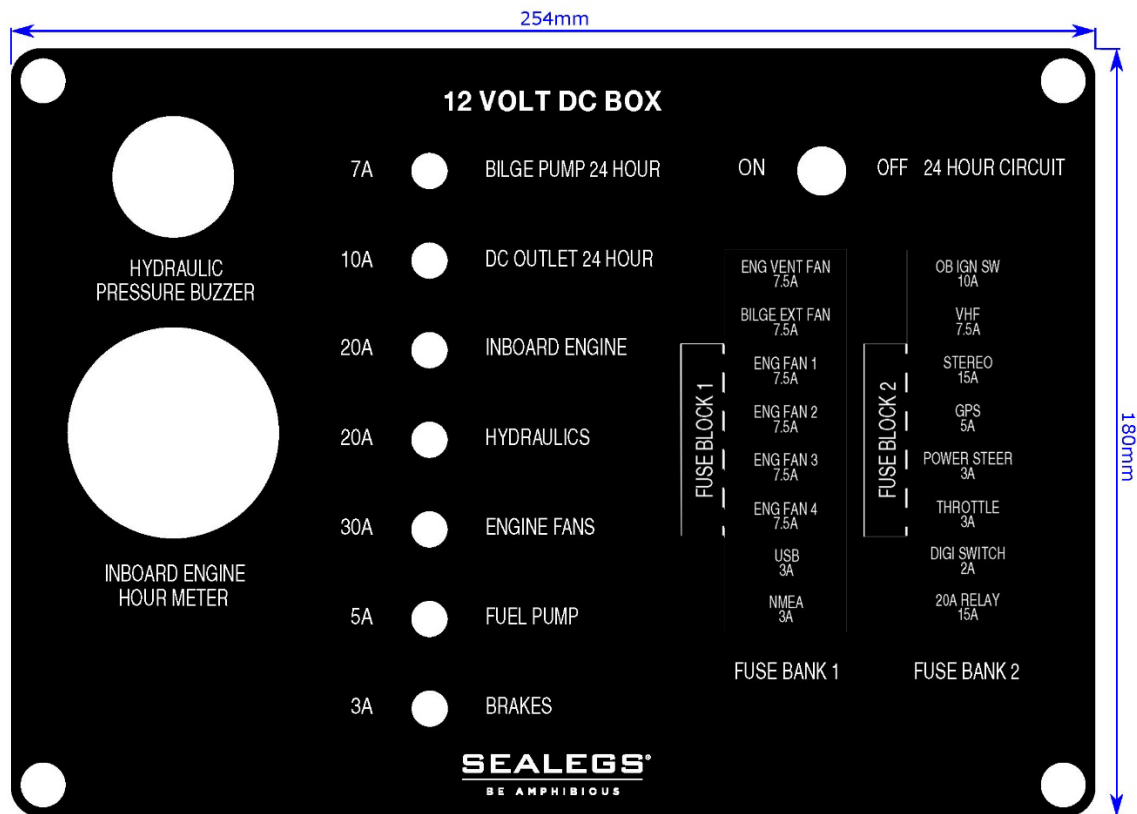 254mm
180mm
12 VOLT DC BOX
HYDRAULIC
PRESSURE BUZZER
INBOARD ENGINE
HOUR METER
7A BILGE PUMP 24 HOUR
10A DC OUTLET 24 HOUR
20A INBOARD ENGINE
20A HYDRAULICS
30A ENGINE FANS
5A FUEL PUMP
3A BRAKES
ON OFF 24 HOUR CIRCUIT
FUSE BLOCK 1
ENG VENT FAN
7.5A
BILGE EXT FAN
7.5A
ENG FAN 1
7.5A
ENG FAN 2
7.5A
ENG FAN 3
7.5A
ENG FAN 4
7.5A
USB
3A
NMEA
3A
FUSE BANK 1
FUSE BLOCK 2
OB IGN SW
10A
VHF
7.5A
STEREO
15A
GPS
5A
POWER STEER
3A
THROTTLE
3A
DIGI SWITCH
2A
20A RELAY
15A
FUSE BANK 2
SEALEGS®
BE AMPHIBIOUS